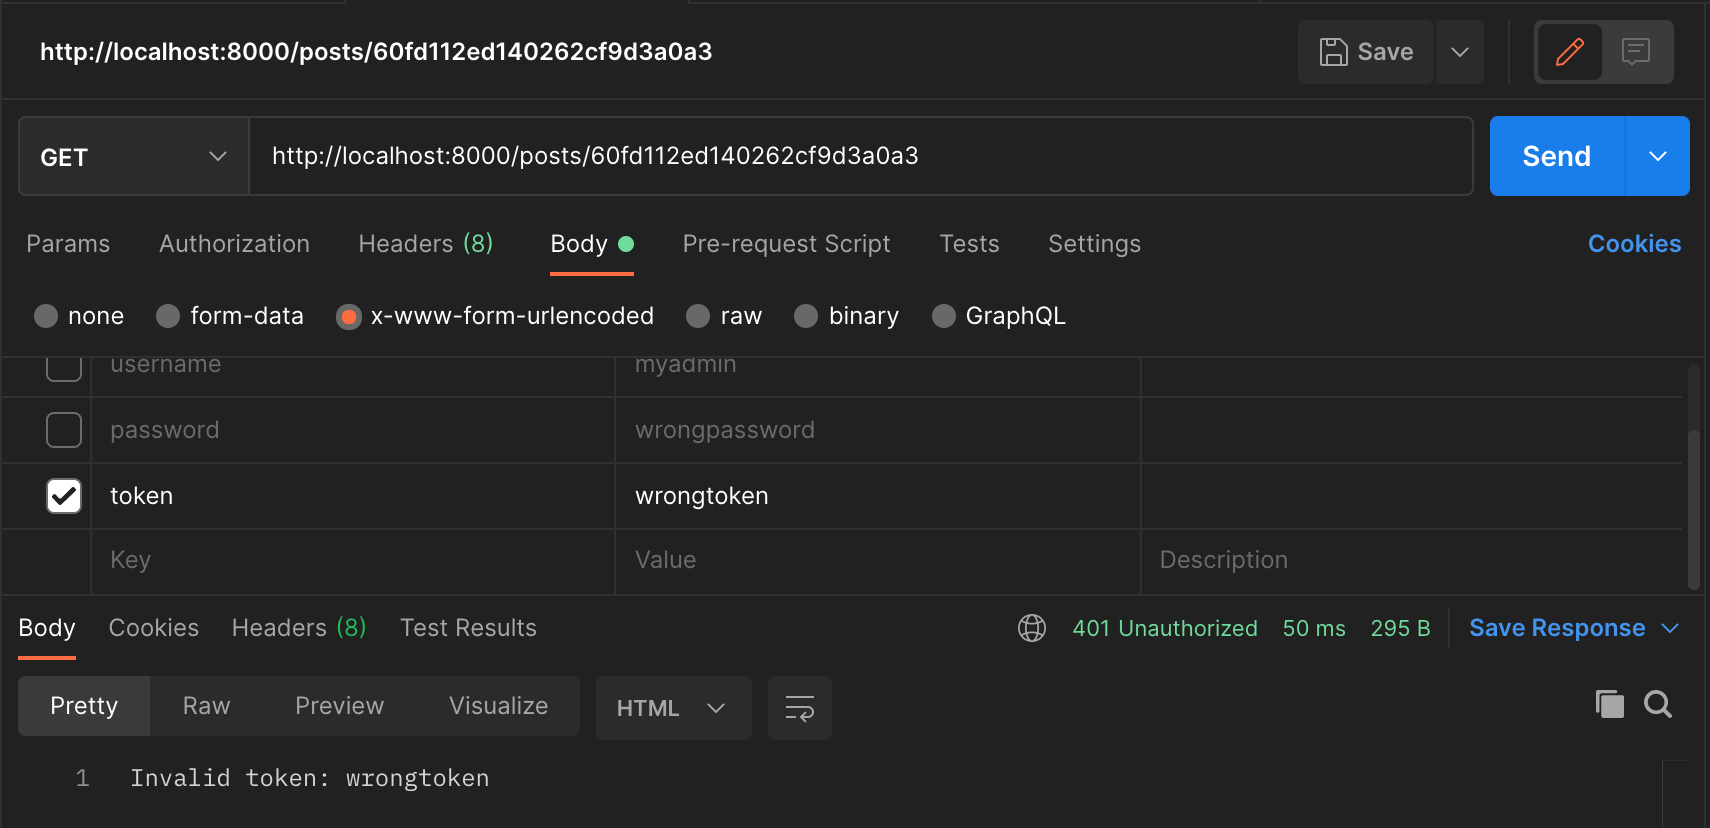 http://localhost:8000/posts/60fd112ed140262cf9d3a0a3
Save
GET
http://localhost:8000/posts/60fd112ed140262cf9d3a0a3
Send
Params Authorization Headers (8) Body Pre-request Script Tests Settings Cookies
none form-data x-www-form-urlencoded raw binary GraphQL
username myadmin
password wrongpassword
token wrongtoken
Key Value Description
Body Cookies Headers (8) Test Results 401 Unauthorized 50 ms 295 B Save Response
Pretty Raw Preview Visualize HTML
1 Invalid token: wrongtoken